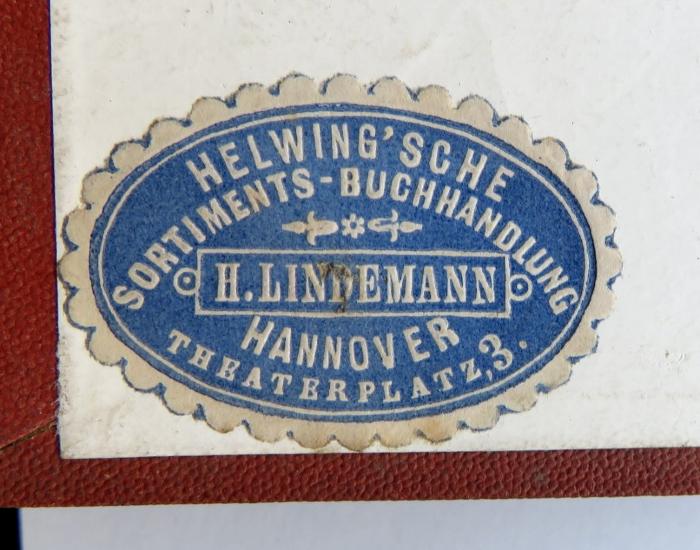 HELWING'SCHE
SORTIMENTS-BUCHHANDLUNG
H. LINDEMANN
HANNOVER
THEATERPLATZ, 3.